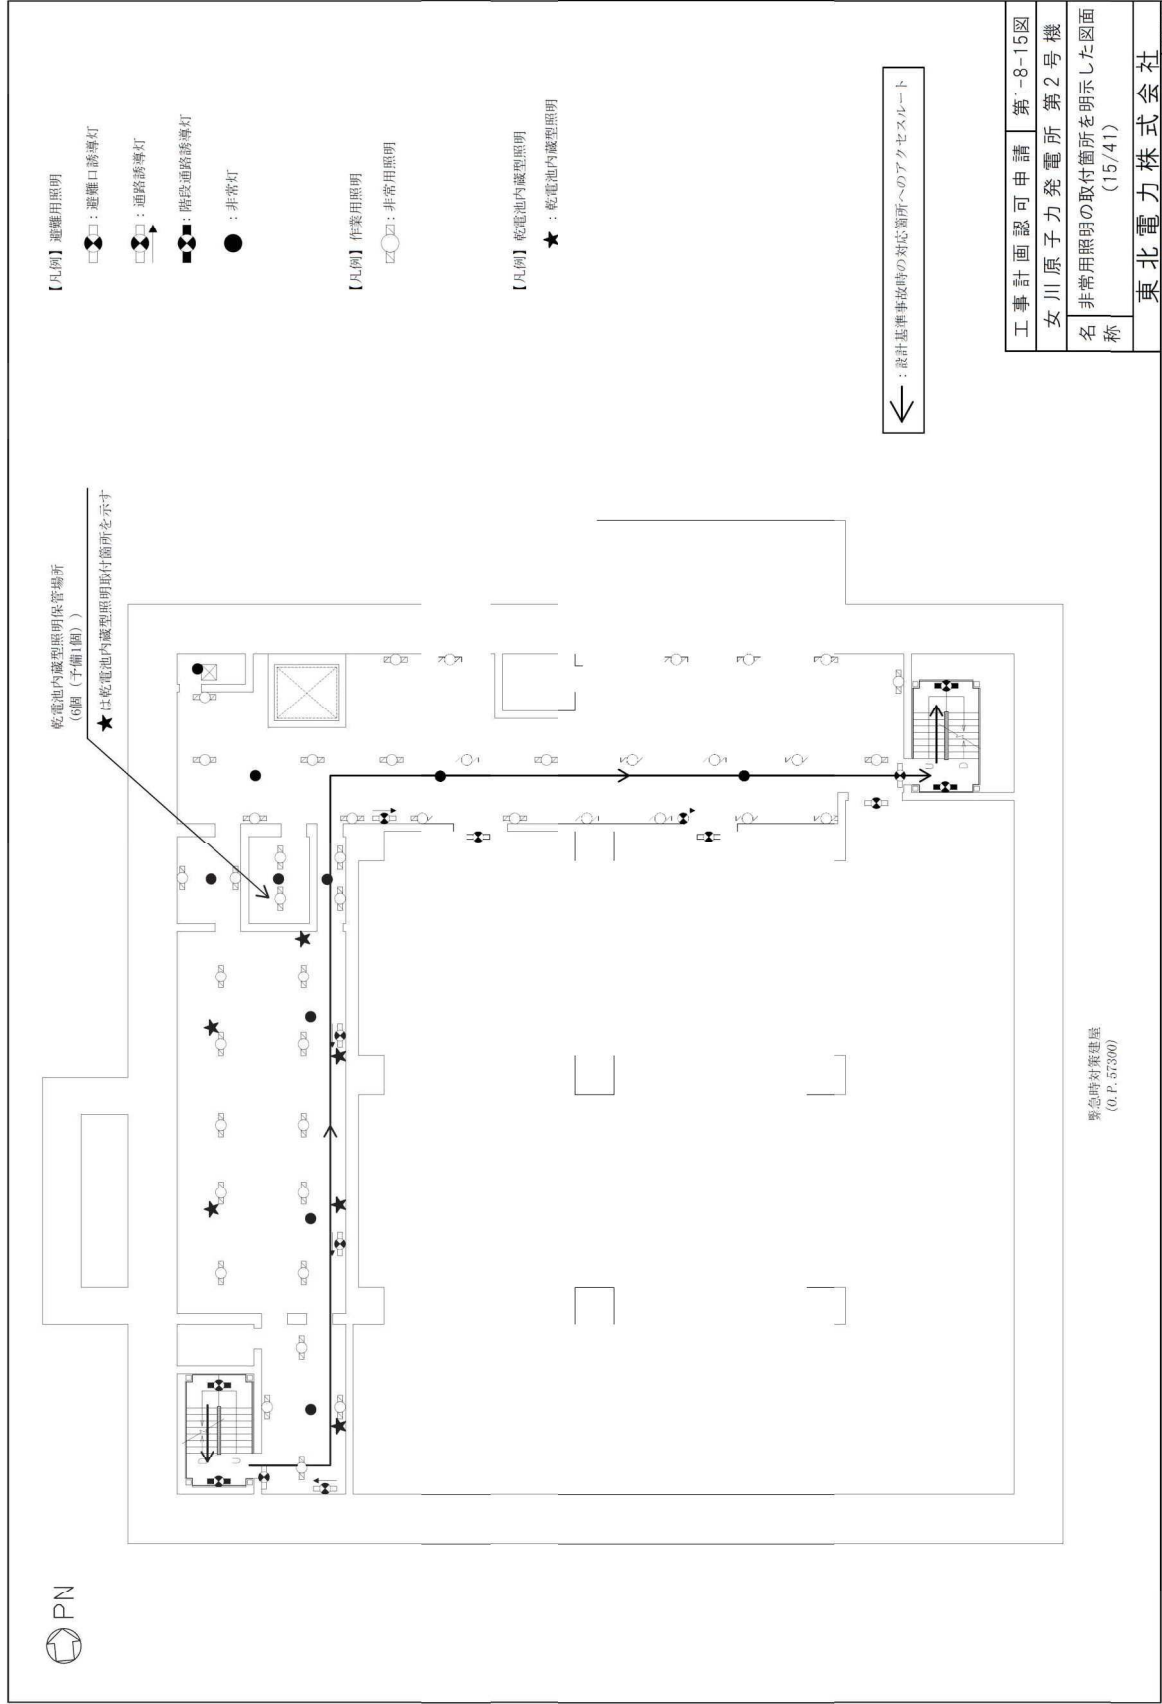 PN
乾電池内蔵型照明保管場所
(6個(予備1個))
★は乾電池内蔵型照明取付箇所を示す
【凡例】避難用照明
：避難口誘導灯
：通路誘導灯
：階段通路誘導灯
：非常灯
【凡例】作業用照明
：非常用照明
【凡例】乾電池内蔵型照明
★：乾電池内蔵型照明
：設計基準事故時の対応箇所へのアクセスルート
U
D
D
U
緊急時対策建屋
(O.P. 57300)
工事計画認可申請 第1-8-15図
女川原子力発電所 第2号機
名称 非常用照明の取付箇所を明示した図面
(15/41)
東北電力株式会社